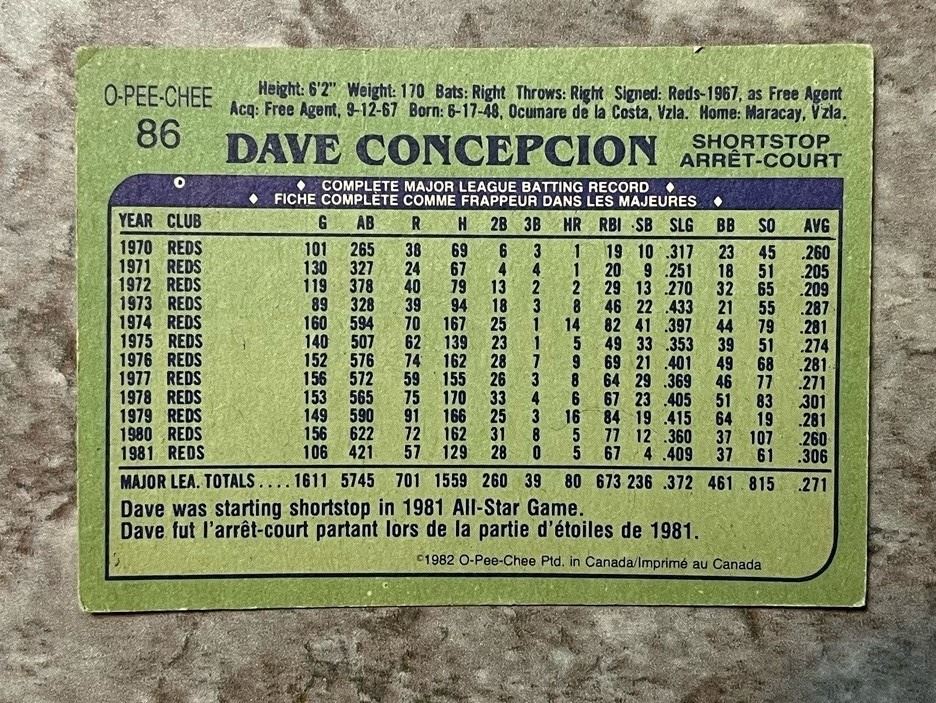 O-PEE-CHEE
86
Height: 6'2" Weight: 170 Bats: Right Throws: Right Signed: Reds-1967, as Free Agent
Acq: Free Agent, 9-12-67 Born: 6-17-48, Ocumare de la Costa, Vzla. Home: Maracay, Vzla.
DAVE CONCEPCION
SHORTSTOP
ARRÊT-COURT
♦ COMPLETE MAJOR LEAGUE BATTING RECORD ♦
♦ FICHE COMPLÈTE COMME FRAPPEUR DANS LES MAJEURES ♦
YEAR CLUB G AB R H 2B 3B HR RBI SB SLG BB SO AVG
1970 REDS 101 265 38 69 6 3 1 19 10 .317 23 45 .260
1971 REDS 130 327 24 67 4 4 1 20 9 .251 18 51 .205
1972 REDS 119 378 40 79 13 2 2 29 13 .270 32 65 .209
1973 REDS 89 328 39 94 18 3 8 46 22 .433 21 55 .287
1974 REDS 160 594 70 167 25 1 14 82 41 .397 44 79 .281
1975 REDS 140 507 62 139 23 1 5 49 33 .353 39 51 .274
1976 REDS 152 576 74 162 28 7 9 69 21 .401 49 68 .281
1977 REDS 156 572 59 155 26 3 8 64 29 .369 46 77 .271
1978 REDS 153 565 75 170 33 4 6 67 23 .405 51 83 .301
1979 REDS 149 590 91 166 25 3 16 84 19 .415 64 19 .281
1980 REDS 156 622 72 162 31 8 5 77 12 .360 37 107 .260
1981 REDS 106 421 57 129 28 0 5 67 4 .409 37 61 .306
MAJOR LEA. TOTALS.... 1611 5745 701 1559 260 39 80 673 236 .372 461 815 .271
Dave was starting shortstop in 1981 All-Star Game.
Dave fut l'arrêt-court partant lors de la partie d'étoiles de 1981.
©1982 O-Pee-Chee Ptd. in Canada/Imprimé au Canada